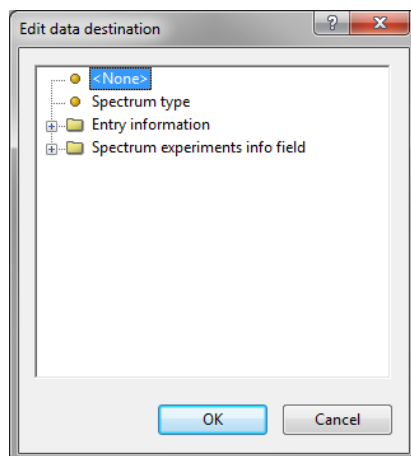 Edit data destination
?
<None>
Spectrum type
Entry information
Spectrum experiments info field
OK
Cancel